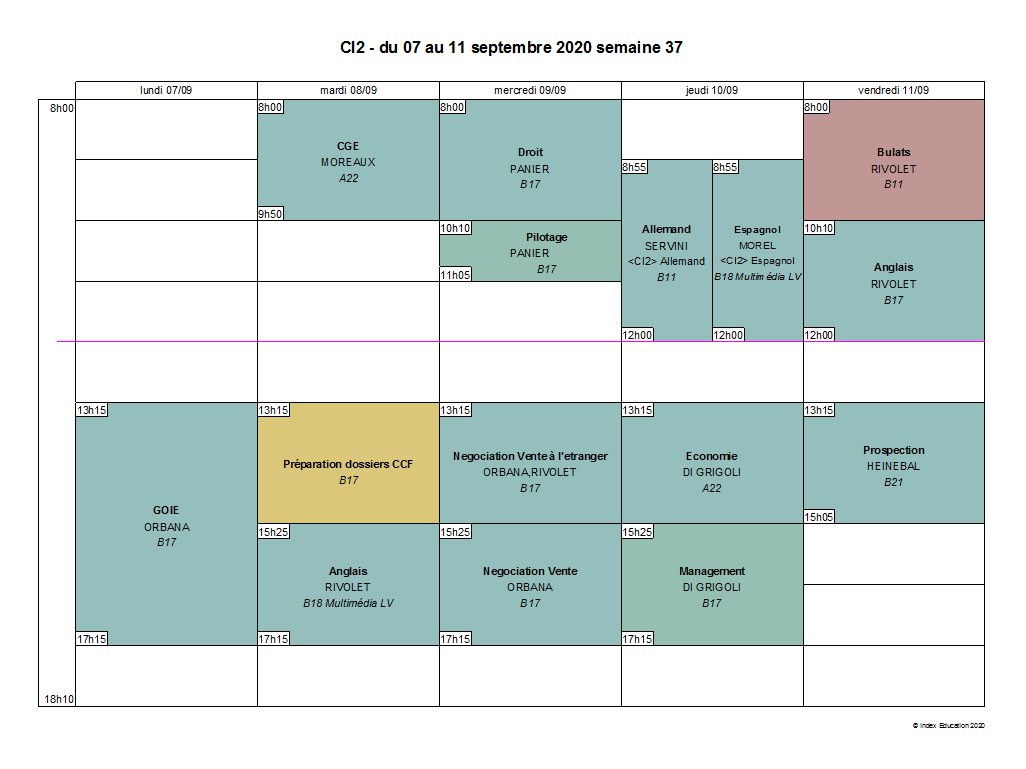 CI2 - du 07 au 11 septembre 2020 semaine 37
lundi 07/09
mardi 08/09
mercredi 09/09
jeudi 10/09
vendredi 11/09
8h00
18h10
13h15
GOIE
ORBANA
B17
17h15
8h00
CGE
MOREAUX
A22
9h50
13h15
Préparation dossiers CCF
B17
15h25
Anglais
RIVOLET
B18 Multimédia LV
17h15
8h00
Droit
PANIER
B17
10h10
Pilotage
PANIER
B17
11h05
13h15
Negociation Vente à l'etranger
ORBANA,RIVOLET
B17
15h25
Negociation Vente
ORBANA
B17
17h15
8h55
Allemand
SERVINI
<CI2> Allemand
B11
12h00
8h55
Espagnol
MOREL
<CI2> Espagnol
B18 Multimédia LV
12h00
13h15
Economie
DI GRIGOLI
A22
15h25
Management
DI GRIGOLI
B17
17h15
8h00
Bulats
RIVOLET
B11
10h10
Anglais
RIVOLET
B17
12h00
13h15
Prospection
HEINEBAL
B21
15h05
© Index Education 2020